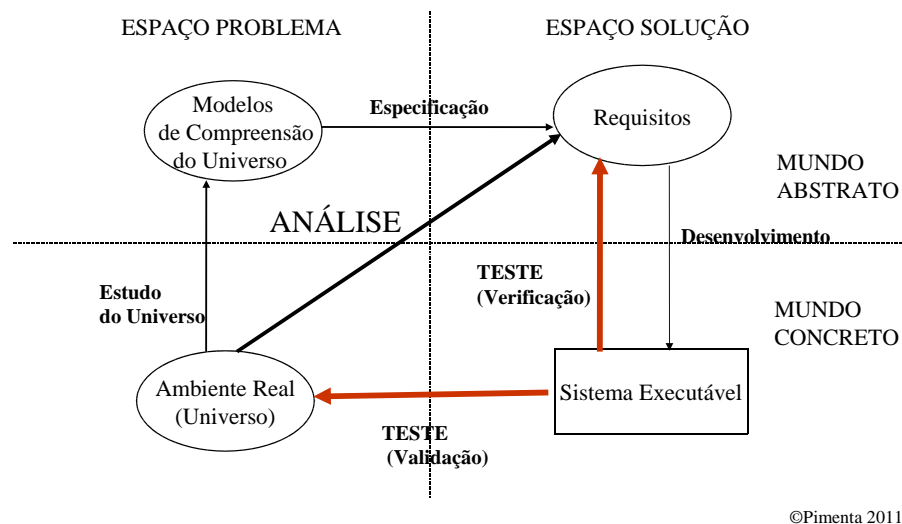 ESPAÇO PROBLEMA
ESPAÇO SOLUÇÃO
Modelos
de Compreensão
do Universo
Especificação
Requisitos
MUNDO
ABSTRATO
ANÁLISE
Desenvolvimento
Estudo
do Universo
TESTE
(Verificação)
MUNDO
CONCRETO
Ambiente Real
(Universo)
Sistema Executável
TESTE
(Validação)
©Pimenta 2011